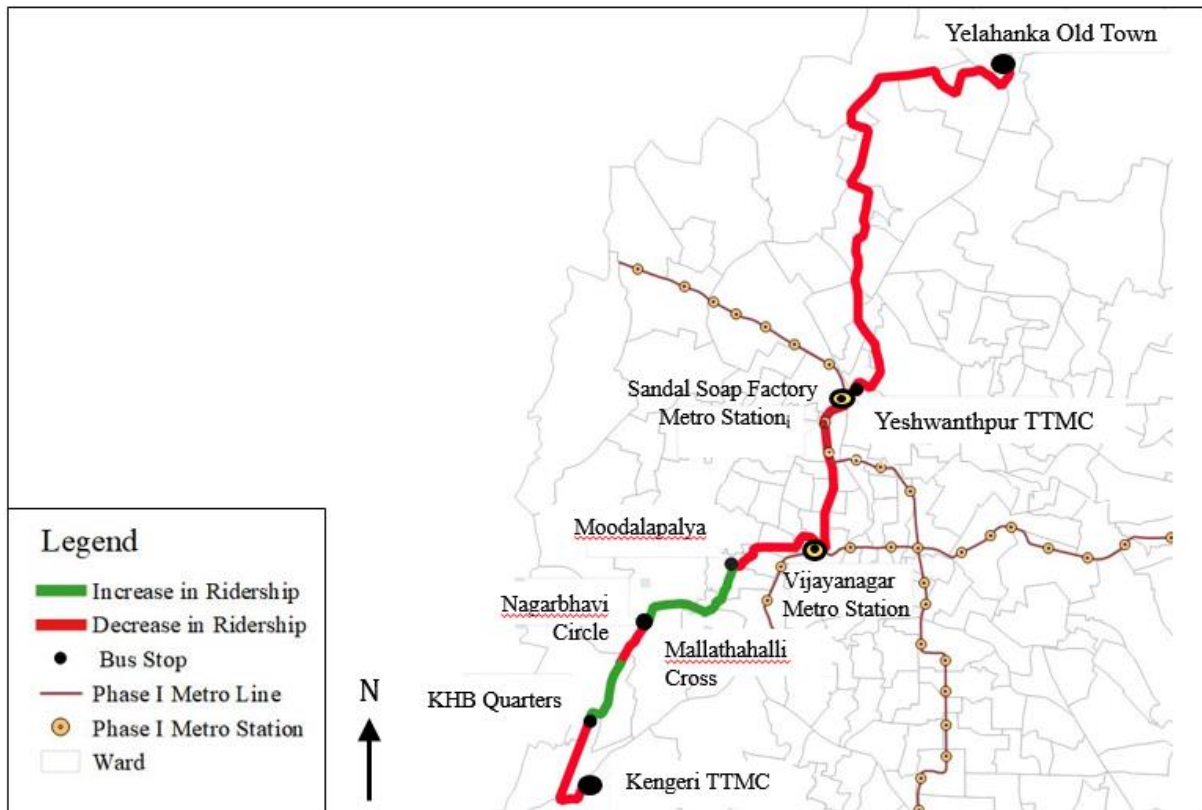 Yelahanka Old Town
Sandal Soap Factory
Metro Station
Yeshwanthpur TTMC
Moodalapalya
Vijayanagar
Metro Station
Nagarbhavi
Circle
Mallathahalli
Cross
KHB Quarters
N
Kengeri TTMC
Legend
Increase in Ridership
Decrease in Ridership
Bus Stop
Phase I Metro Line
Phase I Metro Station
Ward